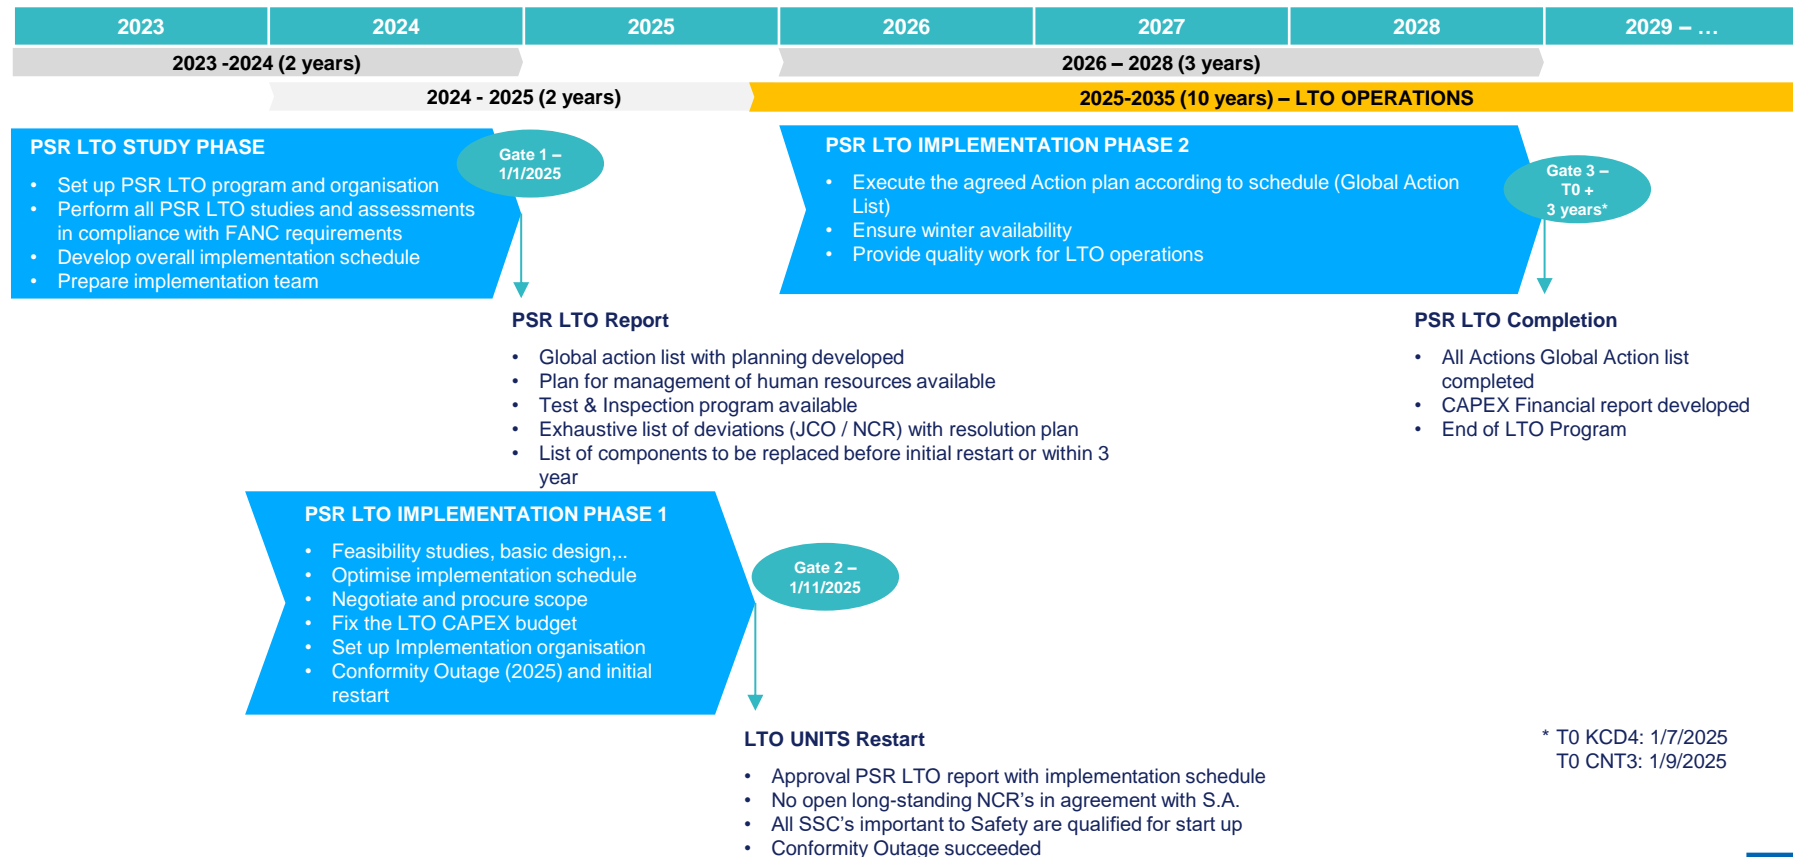 2023 2024 2025 2026 2027 2028 2029 – …
2023 -2024 (2 years)
2026 – 2028 (3 years)
2024 - 2025 (2 years)
2025-2035 (10 years) – LTO OPERATIONS
PSR LTO STUDY PHASE
• Set up PSR LTO program and organisation
• Perform all PSR LTO studies and assessments
in compliance with FANC requirements
• Develop overall implementation schedule
• Prepare implementation team
Gate 1 –
1/1/2025
PSR LTO IMPLEMENTATION PHASE 2
• Execute the agreed Action plan according to schedule (Global Action
List)
• Ensure winter availability
• Provide quality work for LTO operations
Gate 3 –
T0 +
3 years*
PSR LTO Report
• Global action list with planning developed
• Plan for management of human resources available
• Test & Inspection program available
• Exhaustive list of deviations (JCO / NCR) with resolution plan
• List of components to be replaced before initial restart or within 3
year
PSR LTO Completion
• All Actions Global Action list
completed
• CAPEX Financial report developed
• End of LTO Program
PSR LTO IMPLEMENTATION PHASE 1
• Feasibility studies, basic design,..
• Optimise implementation schedule
• Negotiate and procure scope
• Fix the LTO CAPEX budget
• Set up Implementation organisation
• Conformity Outage (2025) and initial
restart
Gate 2 –
1/11/2025
LTO UNITS Restart
• Approval PSR LTO report with implementation schedule
• No open long-standing NCR's in agreement with S.A.
• All SSC's important to Safety are qualified for start up
• Conformity Outage succeeded
* T0 KCD4: 1/7/2025
T0 CNT3: 1/9/2025